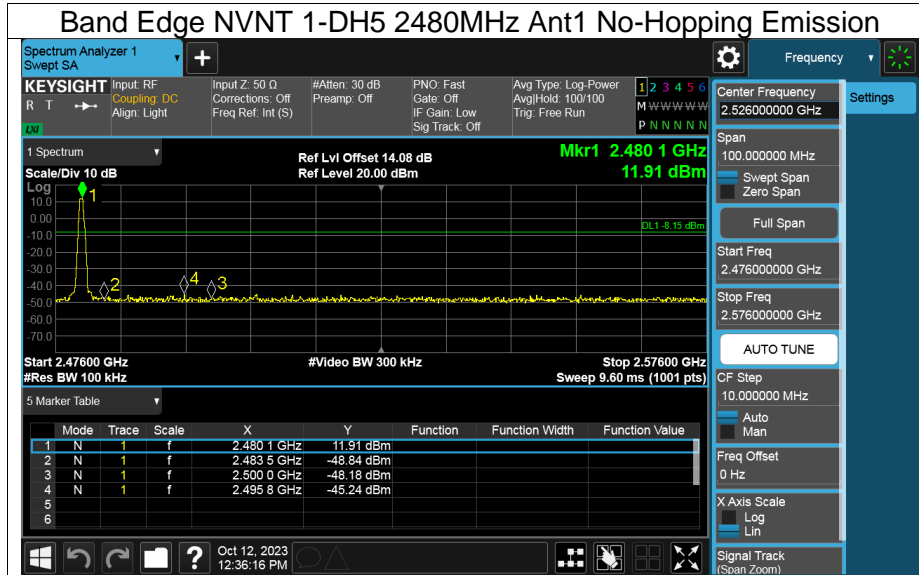 Band Edge NVNT 1-DH5 2480MHz Ant1 No-Hopping Emission
Spectrum Analyzer 1
Swept SA
+
Frequency
KEYSIGHT
R T
LXI
Input: RF
Coupling: DC
Align: Light
Input Z: 50 Ω
Corrections: Off
Freq Ref: Int (S)
#Atten: 30 dB
Preamp: Off
PNO: Fast
Gate: Off
IF Gain: Low
Sig Track: Off
Avg Type: Log-Power
Avg|Hold: 100/100
Trig: Free Run
1 2 3 4 5 6
M W W W W W
P N N N N N
1 Spectrum
Scale/Div 10 dB
Ref Lvl Offset 14.08 dB
Ref Level 20.00 dBm
Mkr1 2.480 1 GHz
11.91 dBm
Log
10.0
0.00
-10.0
-20.0
-30.0
-40.0
-50.0
-60.0
-70.0
1
2
4
3
DL1 -8.15 dBm
Start 2.47600 GHz
#Res BW 100 kHz
#Video BW 300 kHz
Stop 2.57600 GHz
Sweep 9.60 ms (1001 pts)
5 Marker Table
Mode Trace Scale X Y Function Function Width Function Value
1 N 1 f 2.480 1 GHz 11.91 dBm
2 N 1 f 2.483 5 GHz -48.84 dBm
3 N 1 f 2.500 0 GHz -48.18 dBm
4 N 1 f 2.495 8 GHz -45.24 dBm
5
6
?
Oct 12, 2023
12:36:16 PM
Center Frequency
2.526000000 GHz
Settings
Span
100.000000 MHz
Swept Span
Zero Span
Full Span
Start Freq
2.476000000 GHz
Stop Freq
2.576000000 GHz
AUTO TUNE
CF Step
10.000000 MHz
Auto
Man
Freq Offset
0 Hz
X Axis Scale
Log
Lin
Signal Track
(Span Zoom)